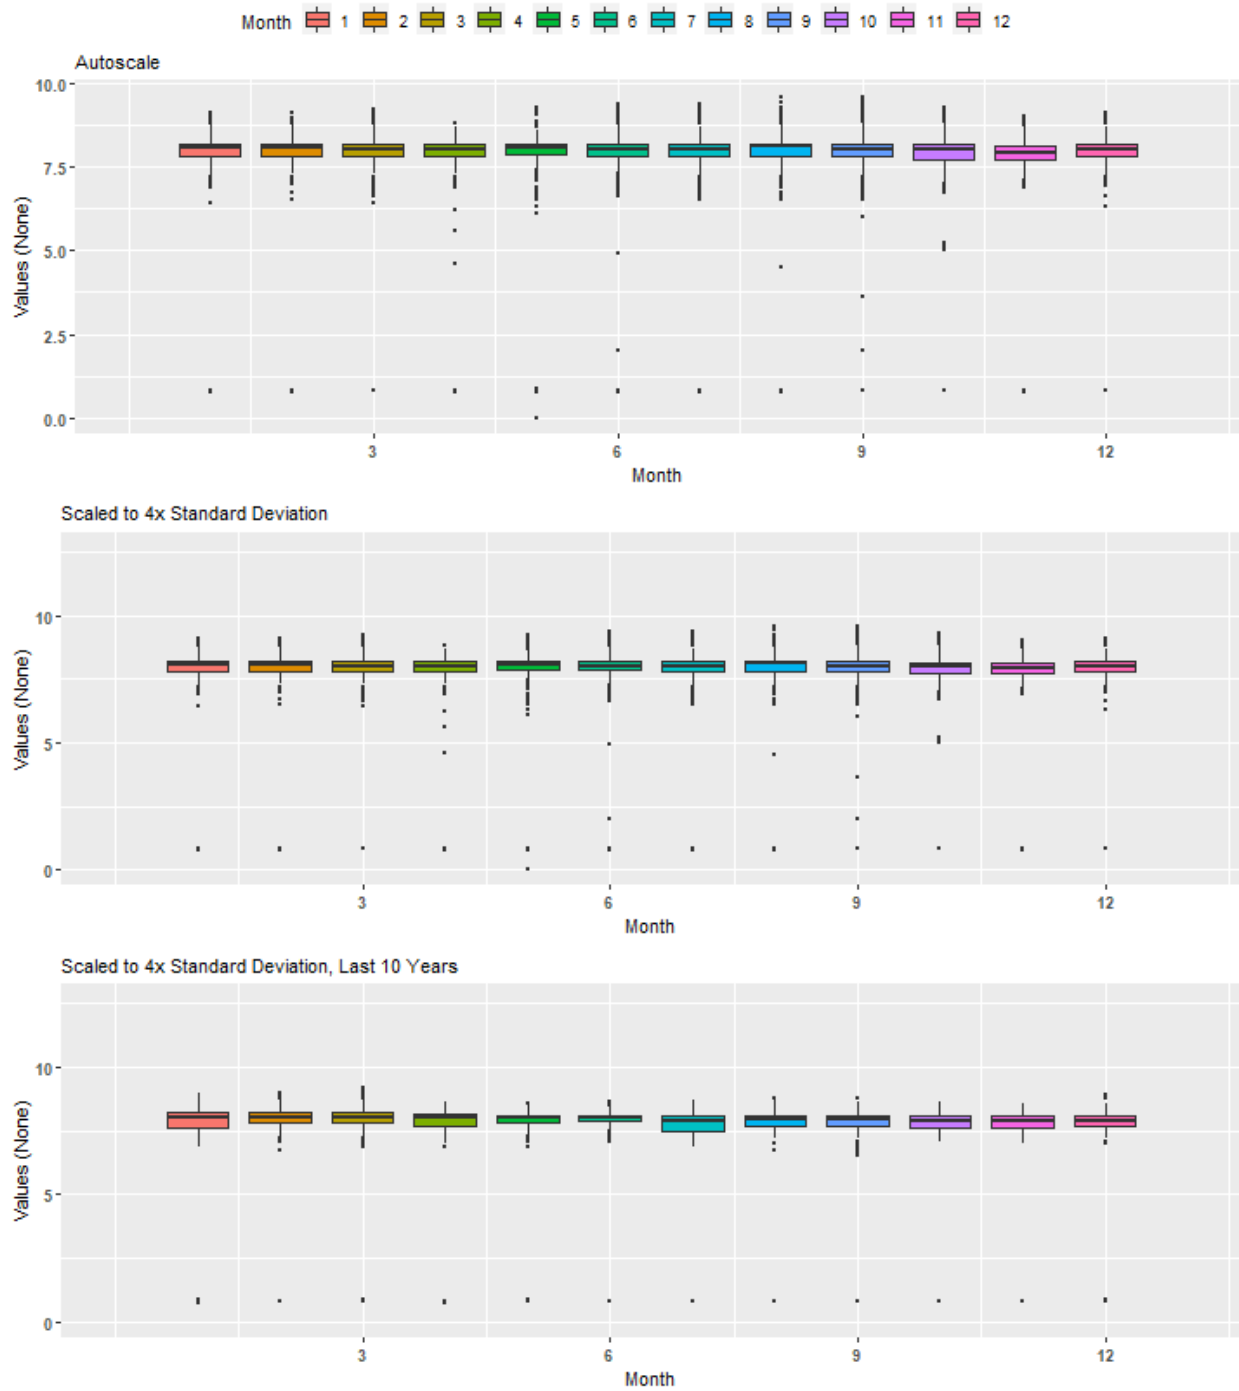 Month 1 2 3 4 5 6 7 8 9 10 11 12
Autoscale
Values (None)
10.0
7.5
5.0
2.5
0.0
3 6 9 12
Month
Scaled to 4x Standard Deviation
Values (None)
10
5
0
3 6 9 12
Month
Scaled to 4x Standard Deviation, Last 10 Years
Values (None)
10
5
0
3 6 9 12
Month